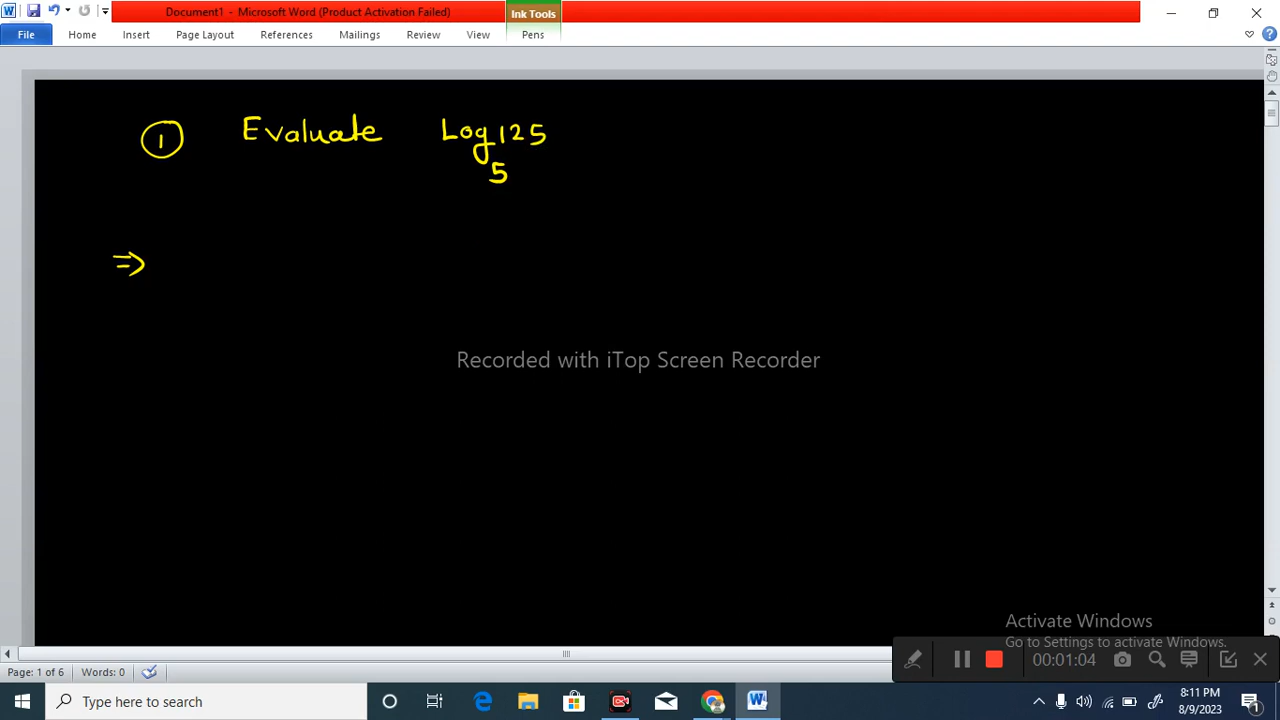 Document1 - Microsoft Word (Product Activation Failed)
Ink Tools
File Home Insert Page Layout References Mailings Review View Pens
1 Evaluate Log125
5
⇒
Recorded with iTop Screen Recorder
Activate Windows
Go to Settings to activate Windows.
Page: 1 of 6 Words: 0
00:01:04
Type here to search
8:11 PM
8/9/2023